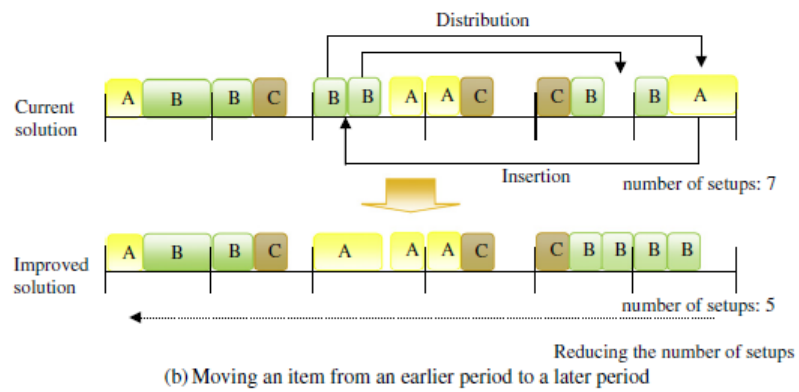 Distribution
Current solution
A B B C B B A A C C B B A
Insertion
number of setups: 7
Improved solution
A B B C A A A C C B B B B
number of setups: 5
Reducing the number of setups
(b) Moving an item from an earlier period to a later period